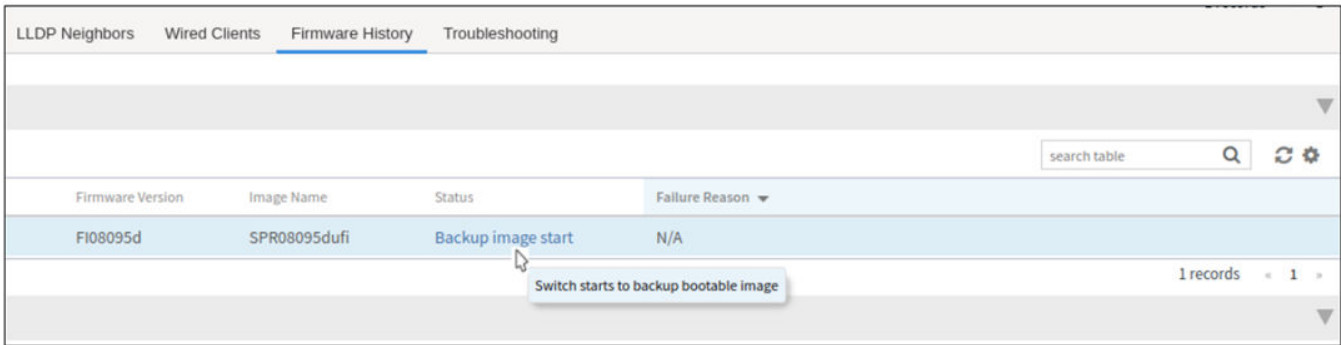 LLDP Neighbors Wired Clients Firmware History Troubleshooting
search table
Firmware Version Image Name Status Failure Reason
FI08095d SPR08095dufi Backup image start N/A
Switch starts to backup bootable image
1 records « 1 »